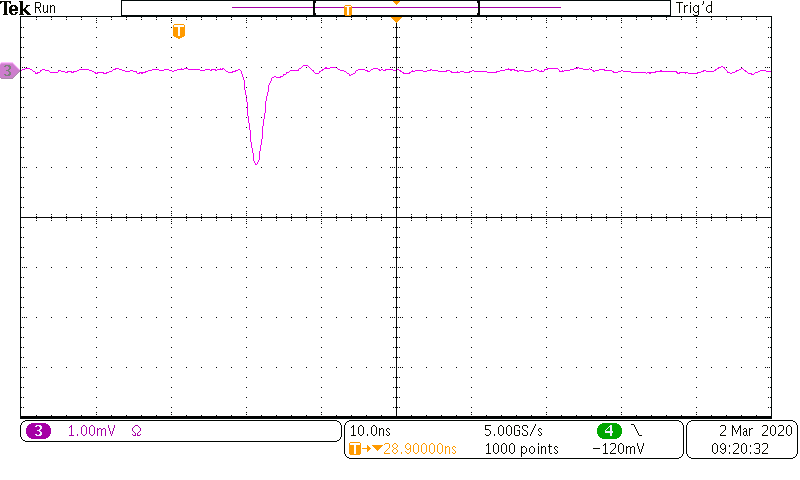 Tek Run Trig'd
T
T
3
3 1.00mV Ω 10.0ns 5.00GS/s 4 2 Mar 2020
T→▼28.90000ns 1000 points −120mV 09:20:32